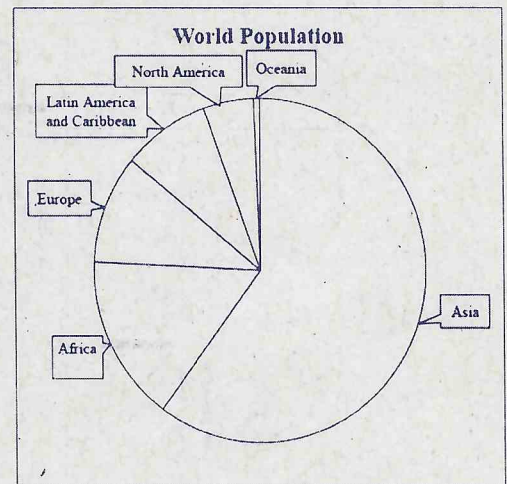 World Population
North America
Oceania
Latin America
and Caribbean
Europe
Asia
Africa